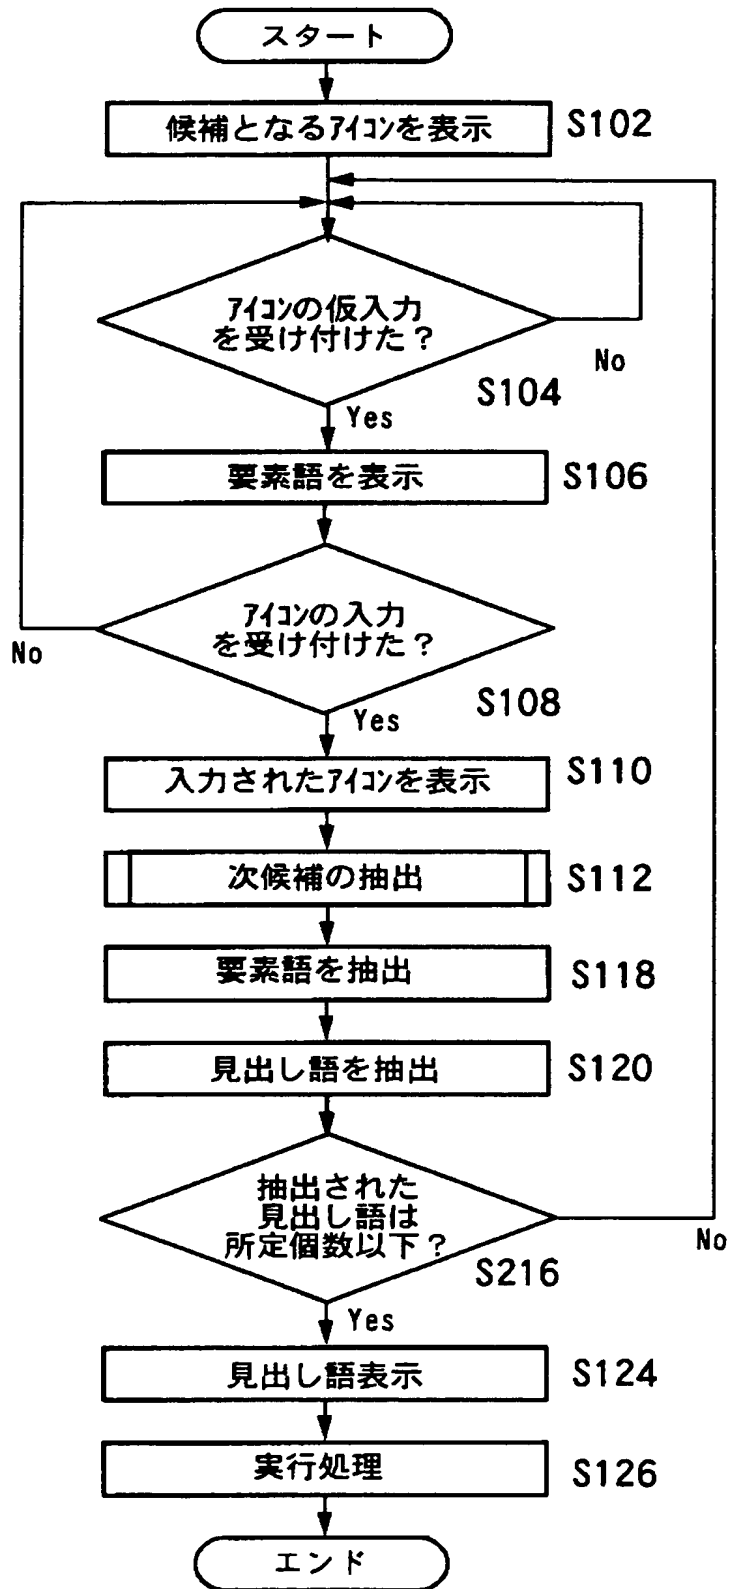 スタート
候補となるアイコンを表示
S102
アイコンの仮入力
を受け付けた？
No
S104
Yes
要素語を表示
S106
アイコンの入力
を受け付けた？
No
S108
Yes
入力されたアイコンを表示
S110
次候補の抽出
S112
要素語を抽出
S118
見出し語を抽出
S120
抽出された
見出し語は
所定個数以下？
No
S216
Yes
見出し語表示
S124
実行処理
S126
エンド